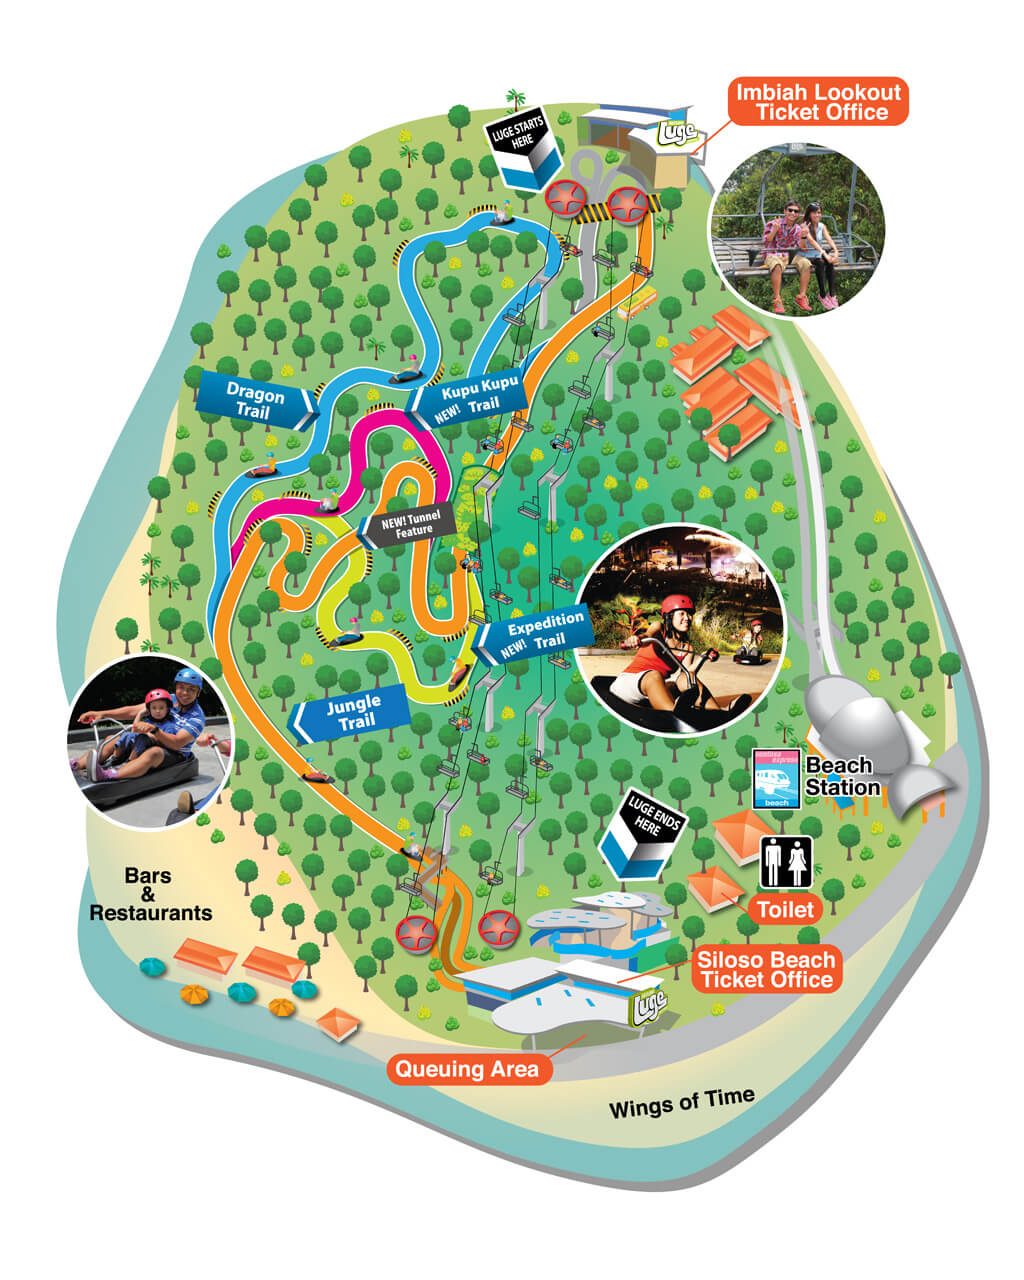 Imbiah Lookout
Ticket Office
LUGE STARTS
HERE
Luge
Dragon
Trail
Kupu Kupu
NEW! Trail
NEW! Tunnel
Feature
Expedition
NEW! Trail
Jungle
Trail
sentosa
express
beach
Beach
Station
LUGE ENDS
HERE
Toilet
Bars
&
Restaurants
Siloso Beach
Ticket Office
Luge
Queuing Area
Wings of Time